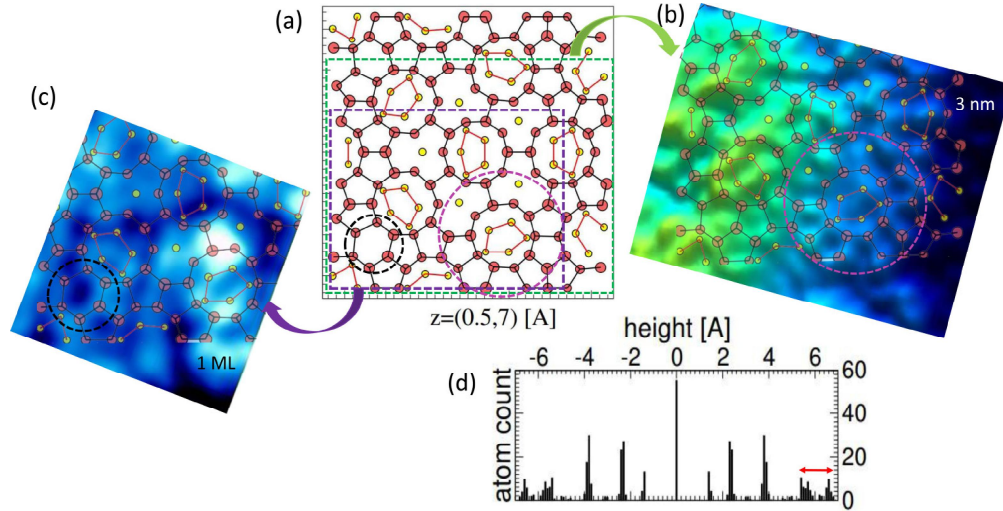 (a)
(b)
(c)
3 nm
1 ML
z=(0.5,7) [A]
height [A]
(d)
-6 -4 -2 0 2 4 6
atom count
60
40
20
0